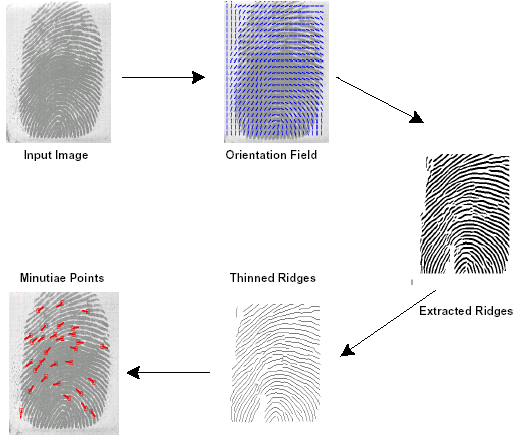 Input Image
Orientation Field
Extracted Ridges
Thinned Ridges
Minutiae Points